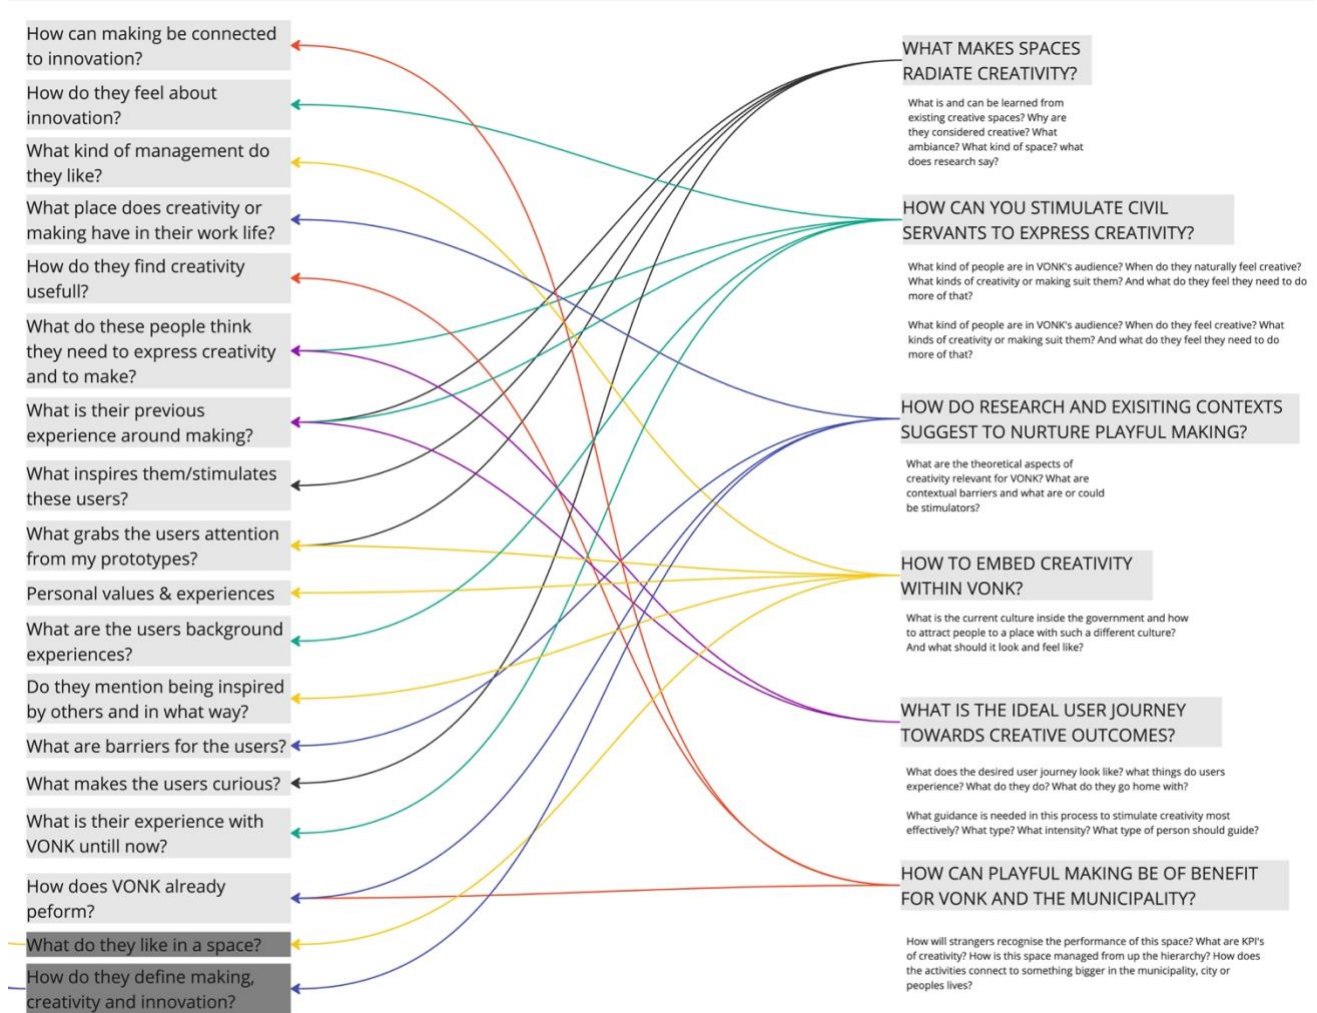 How can making be connected
to innovation?
How do they feel about
innovation?
What kind of management do
they like?
What place does creativity or
making have in their work life?
How do they find creativity
usefull?
What do these people think
they need to express creativity
and to make?
What is their previous
experience around making?
What inspires them/stimulates
these users?
What grabs the users attention
from my prototypes?
Personal values & experiences
What are the users background
experiences?
Do they mention being inspired
by others and in what way?
What are barriers for the users?
What makes the users curious?
What is their experience with
VONK untill now?
How does VONK already
peform?
What do they like in a space?
How do they define making,
creativity and innovation?
WHAT MAKES SPACES
RADIATE CREATIVITY?
What is and can be learned from
existing creative spaces? Why are
they considered creative? What
ambiance? What kind of space? what
does research say?
HOW CAN YOU STIMULATE CIVIL
SERVANTS TO EXPRESS CREATIVITY?
What kind of people are in VONK's audience? When do they naturally feel creative?
What kinds of creativity or making suit them? And what do they feel they need to do
more of that?
What kind of people are in VONK's audience? When do they feel creative? What
kinds of creativity or making suit them? And what do they feel they need to do
more of that?
HOW DO RESEARCH AND EXISITING CONTEXTS
SUGGEST TO NURTURE PLAYFUL MAKING?
What are the theoretical aspects of
creativity relevant for VONK? What are
contextual barriers and what are or could
be stimulators?
HOW TO EMBED CREATIVITY
WITHIN VONK?
What is the current culture inside the government and how
to attract people to a place with such a different culture?
And what should it look and feel like?
WHAT IS THE IDEAL USER JOURNEY
TOWARDS CREATIVE OUTCOMES?
What does the desired user journey look like? what things do users
experience? What do they do? What do they go home with?
What guidance is needed in this process to stimulate creativity most
effectively? What type? What intensity? What type of person should guide?
HOW CAN PLAYFUL MAKING BE OF BENEFIT
FOR VONK AND THE MUNICIPALITY?
How will strangers recognise the performance of this space? What are KPI's
of creativity? How is this space managed from up the hierarchy? How does
the activities connect to something bigger in the municipality, city or
peoples lives?